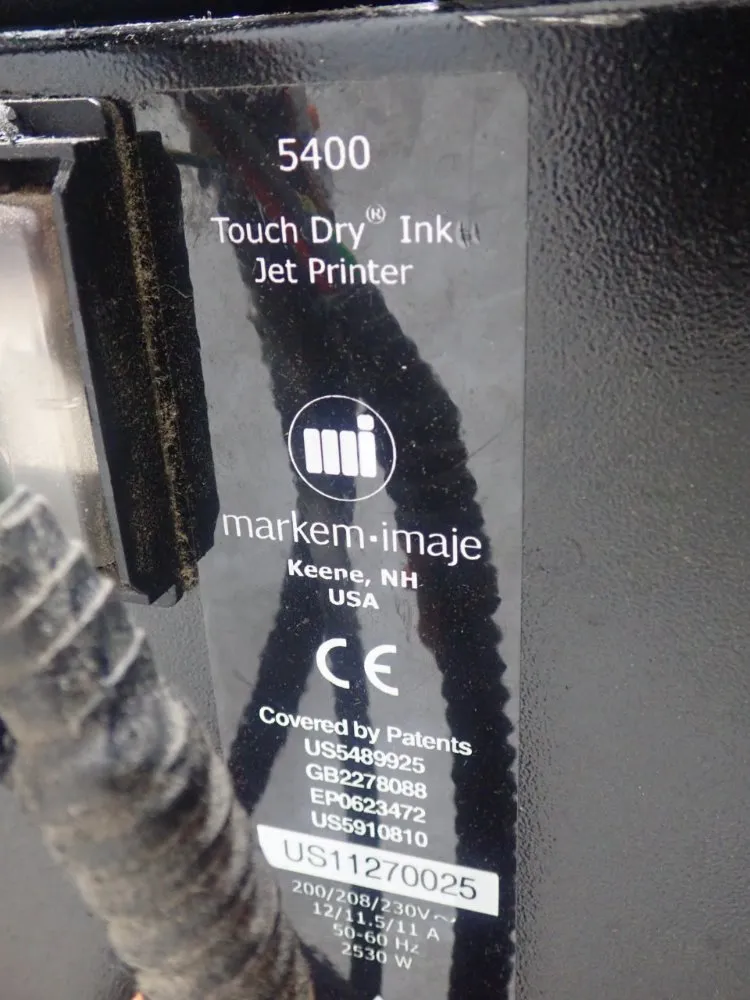 5400
Touch Dry® Ink
Jet Printer
mi
markem·imaje
Keene, NH
USA
CE
Covered by Patents
US5489925
GB2278088
EP0623472
US5910810
US11270025
200/208/230V~
12/11.5/11 A
50-60 Hz
2530 W